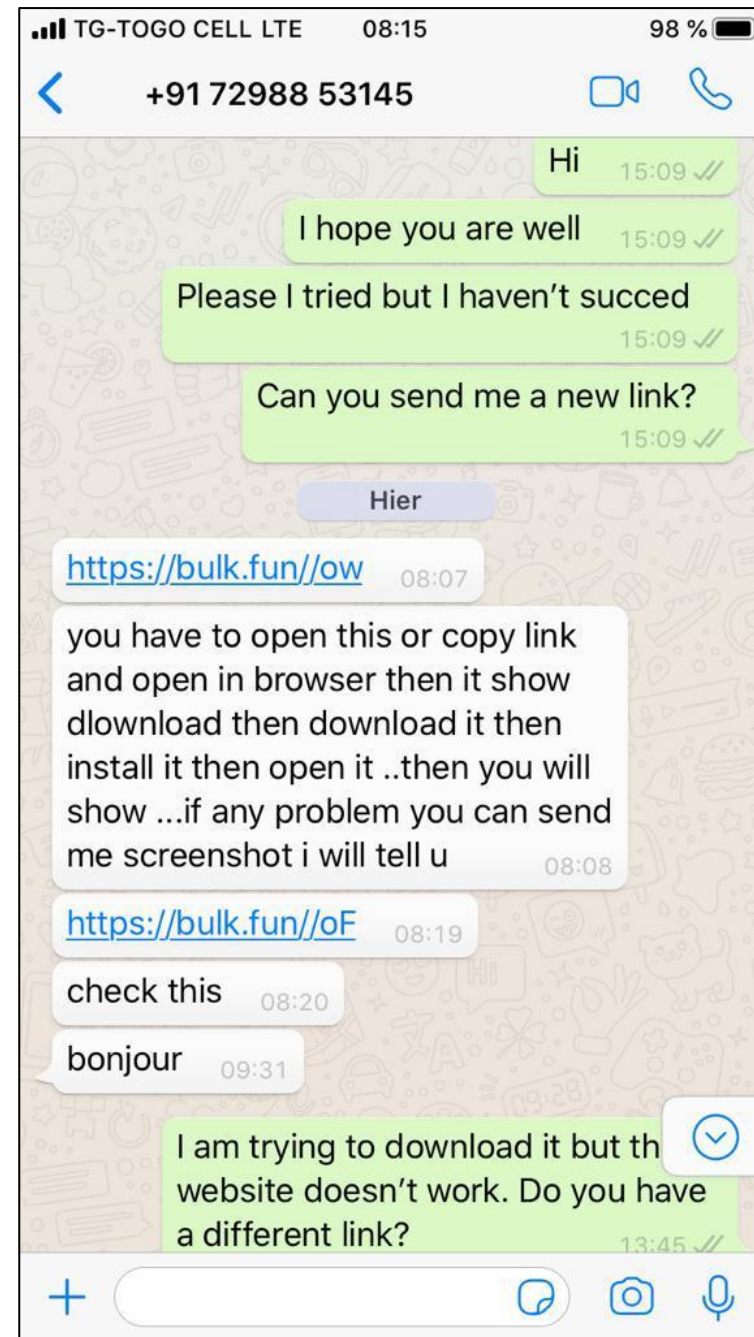 TG-TOGO CELL LTE 08:15 98 %
+91 72988 53145
Hi 15:09
I hope you are well 15:09
Please I tried but I haven't succed
15:09
Can you send me a new link?
15:09
Hier
https://bulk.fun//ow 08:07
you have to open this or copy link
and open in browser then it show
dlownload then download it then
install it then open it ..then you will
show ...if any problem you can send
me screenshot i will tell u 08:08
https://bulk.fun//oF 08:19
check this 08:20
bonjour 09:31
I am trying to download it but th
website doesn't work. Do you have
a different link? 13:45